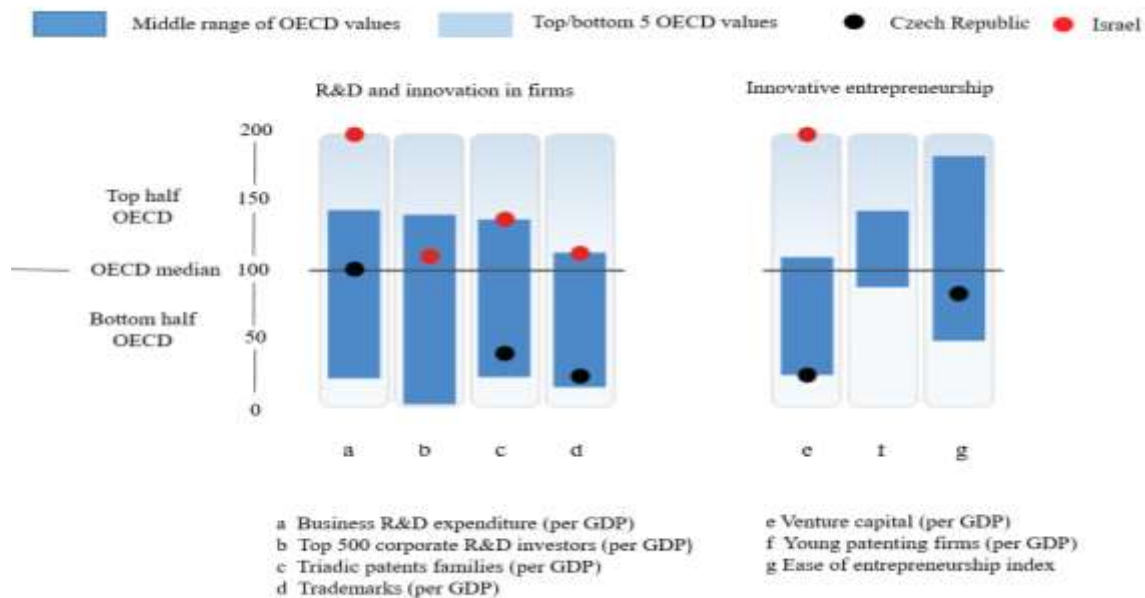 Middle range of OECD values Top/bottom 5 OECD values Czech Republic Israel
R&D and innovation in firms Innovative entrepreneurship
200
150
Top half
OECD
OECD median 100
Bottom half
OECD
50
0
a b c d e f g
a Business R&D expenditure (per GDP)
b Top 500 corporate R&D investors (per GDP)
c Triadic patents families (per GDP)
d Trademarks (per GDP)
e Venture capital (per GDP)
f Young patenting firms (per GDP)
g Ease of entrepreneurship index